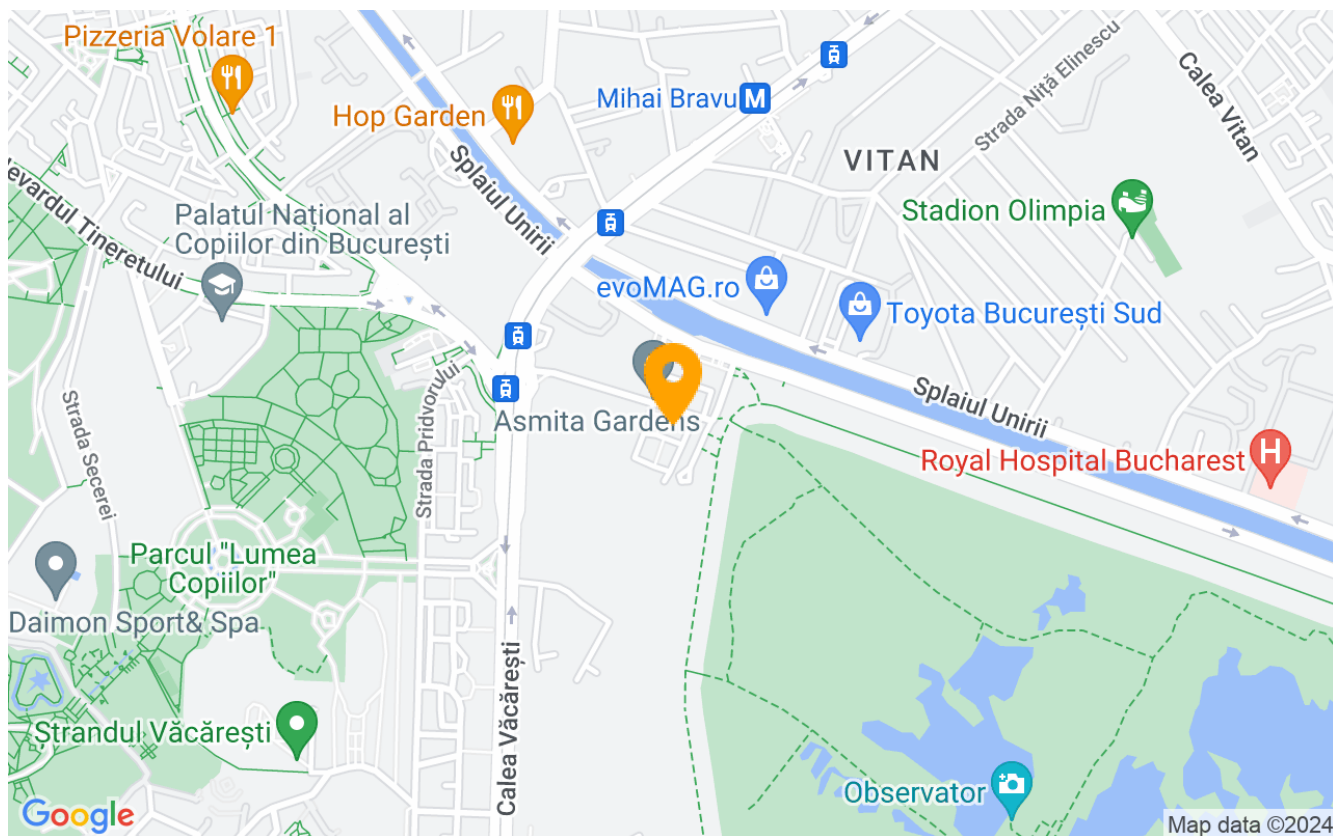 Pizzeria Volare 1
Hop Garden
Mihai Bravu
M
Strada Niță Elinescu
Calea Vitan
VITAN
Splaiul Unirii
Palatul Național al
Copiilor din București
evardul Tineretului
Stadion Olimpia
evoMAG.ro
Toyota București Sud
Strada Secerei
Strada Pridvorului
Asmita Gardens
Splaiul Unirii
Royal Hospital Bucharest
H
Parcul "Lumea
Copiilor"
Daimon Sport& Spa
Calea Văcărești
Ștrandul Văcărești
Observator
Google
Map data ©2024